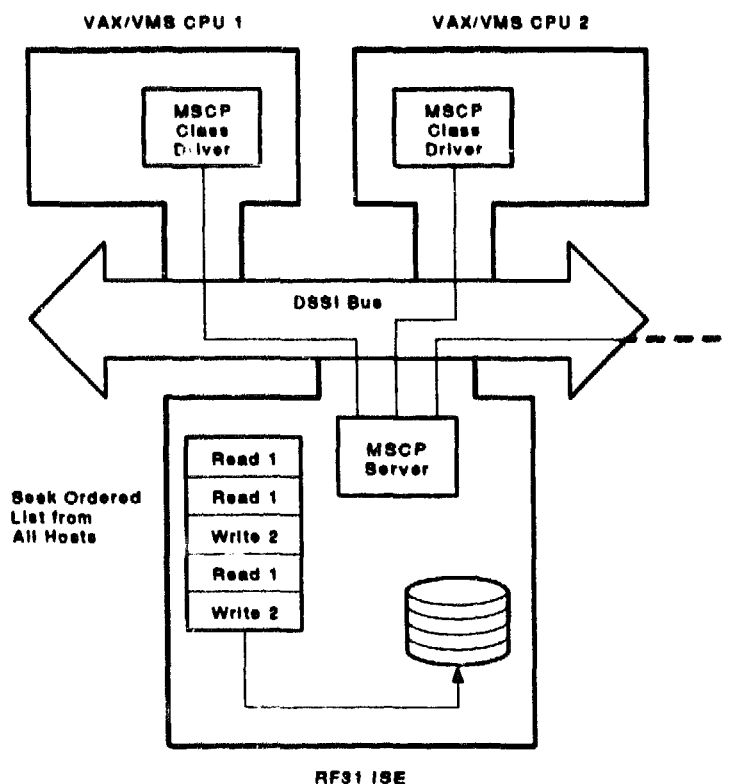 VAX/VMS CPU 1
VAX/VMS CPU 2
MSCP
Class
Driver
MSCP
Class
Driver
DSSI Bus
MSCP
Server
Read 1
Read 1
Write 2
Read 1
Write 2
Seek Ordered
List from
All Hosts
RF31 ISE